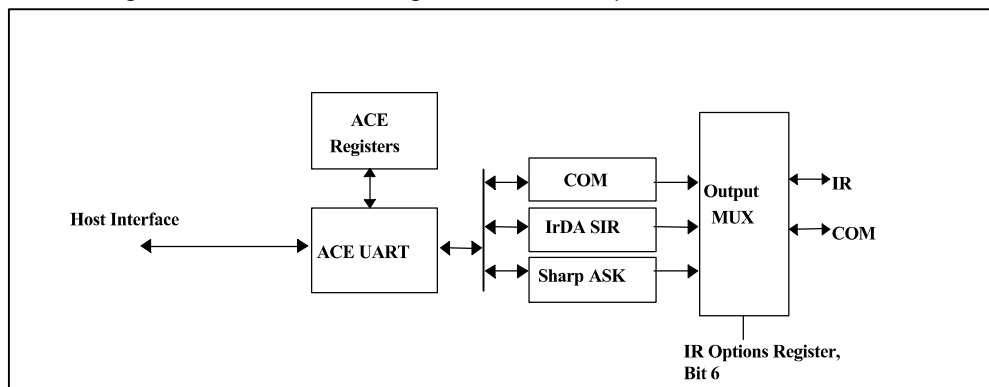 ACE
Registers
Host Interface
ACE UART
COM
IrDA SIR
Sharp ASK
Output
MUX
IR
COM
IR Options Register,
Bit 6